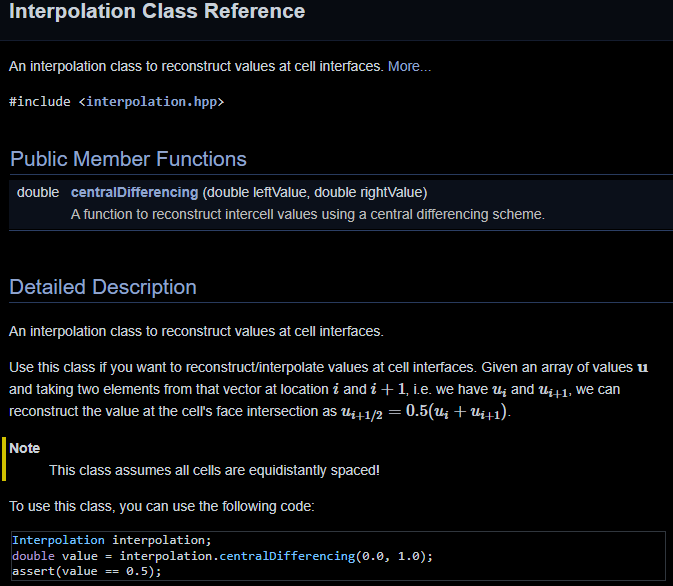 Interpolation Class Reference
An interpolation class to reconstruct values at cell interfaces. More...
#include <interpolation.hpp>
Public Member Functions
double centralDifferencing (double leftValue, double rightValue)
A function to reconstruct intercell values using a central differencing scheme.
Detailed Description
An interpolation class to reconstruct values at cell interfaces.
Use this class if you want to reconstruct/interpolate values at cell interfaces. Given an array of values u
and taking two elements from that vector at location i and i + 1, i.e. we have u_i and u_{i+1}, we can
reconstruct the value at the cell's face intersection as u_{i+1/2} = 0.5(u_i + u_{i+1}).
Note
This class assumes all cells are equidistantly spaced!
To use this class, you can use the following code:
Interpolation interpolation;
double value = interpolation.centralDifferencing(0.0, 1.0);
assert(value == 0.5);